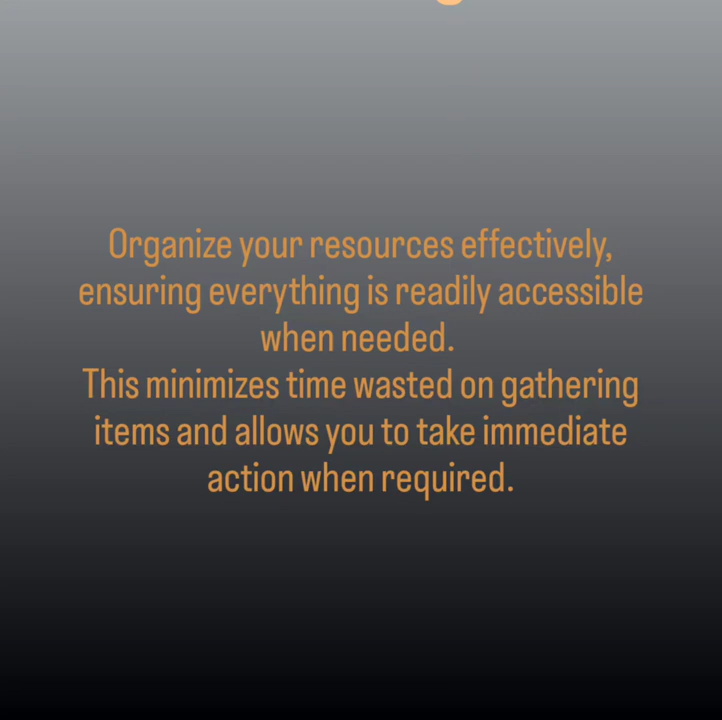 Organize your resources effectively,
ensuring everything is readily accessible
when needed.
This minimizes time wasted on gathering
items and allows you to take immediate
action when required.